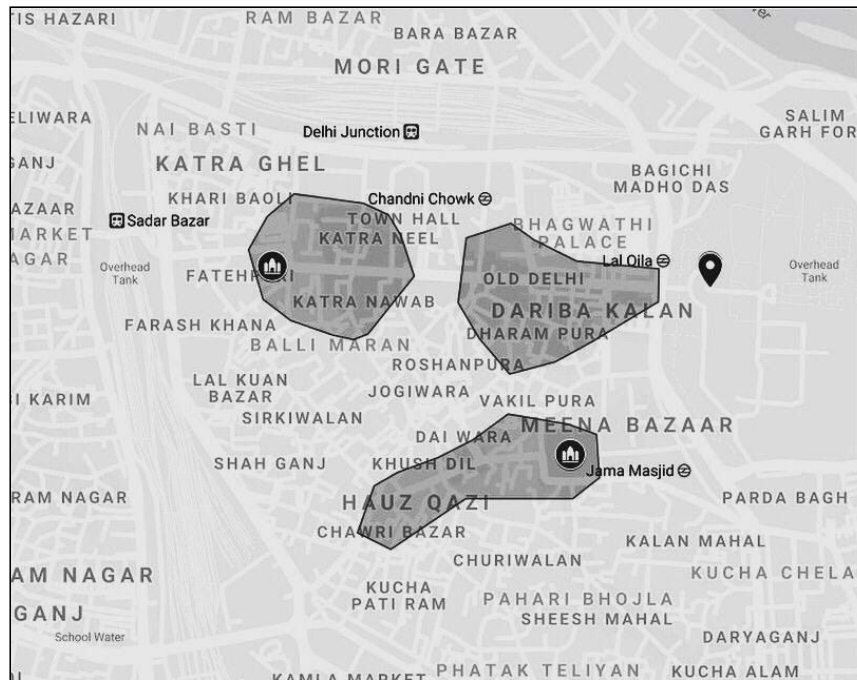 TIS HAZARI
RAM BAZAR
BARA BAZAR
MORI GATE
ELIWARA
SALIM
GARH FOR
NAI BASTI
Delhi Junction
GANJ
KATRA GHEL
BAGICHI
MADHO DAS
KHARI BAOLI
Chandni Chowk
AZAAR
TOWN HALL
Sadar Bazar
BHAGWATHI
PALACE
MARKET
KATRA NEEL
AGAR
Lal Qila
Overhead
Tank
FATEHPURI
OLD DELHI
Overhead
Tank
KATRA NAWAB
DARIBA KALAN
FARASH KHANA
DHARAM PURA
BALLI MARAN
ROSHANPURA
LAL KUAN
BAZAR
JOGIWARA
VAKIL PURA
I KARIM
SIRKIWALAN
MEENA BAZAAR
DAI WARA
SHAH GANJ
KHUSH DIL
Jama Masjid
RAM NAGAR
HAUZ QAZI
PARDA BAGH
CHAWRI BAZAR
KALAN MAHAL
CHURIWALAN
AM NAGAR
KUCHA CHELA
KUCHA
PATI RAM
PAHARI BHOJLA
GANJ
SHEESH MAHAL
School Water
DARYAGANJ
KAMLA MARKET
PHATAK TELIYAN
KUCHA ALAM